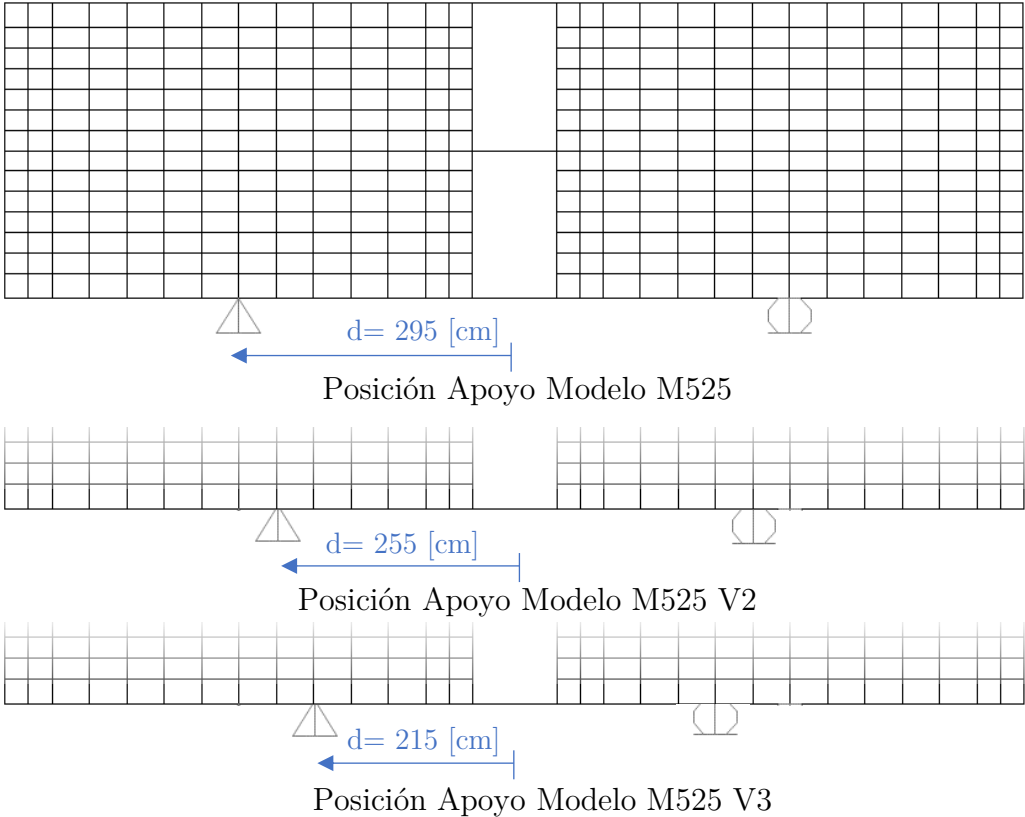 d= 295 [cm]
Posición Apoyo Modelo M525
d= 255 [cm]
Posición Apoyo Modelo M525 V2
d= 215 [cm]
Posición Apoyo Modelo M525 V3